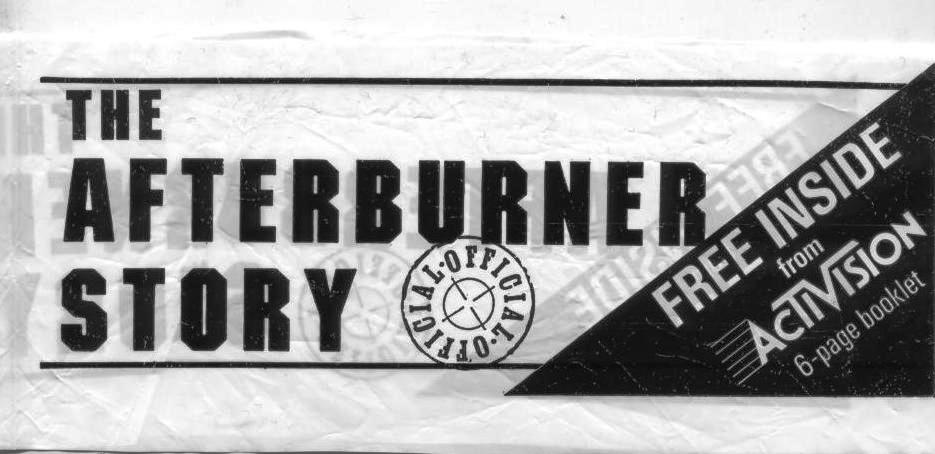 THE
AFTERBURNER
STORY
OFFICIAL·OFFICIAL·
FREE INSIDE
from
ACTIVISION
6-page booklet